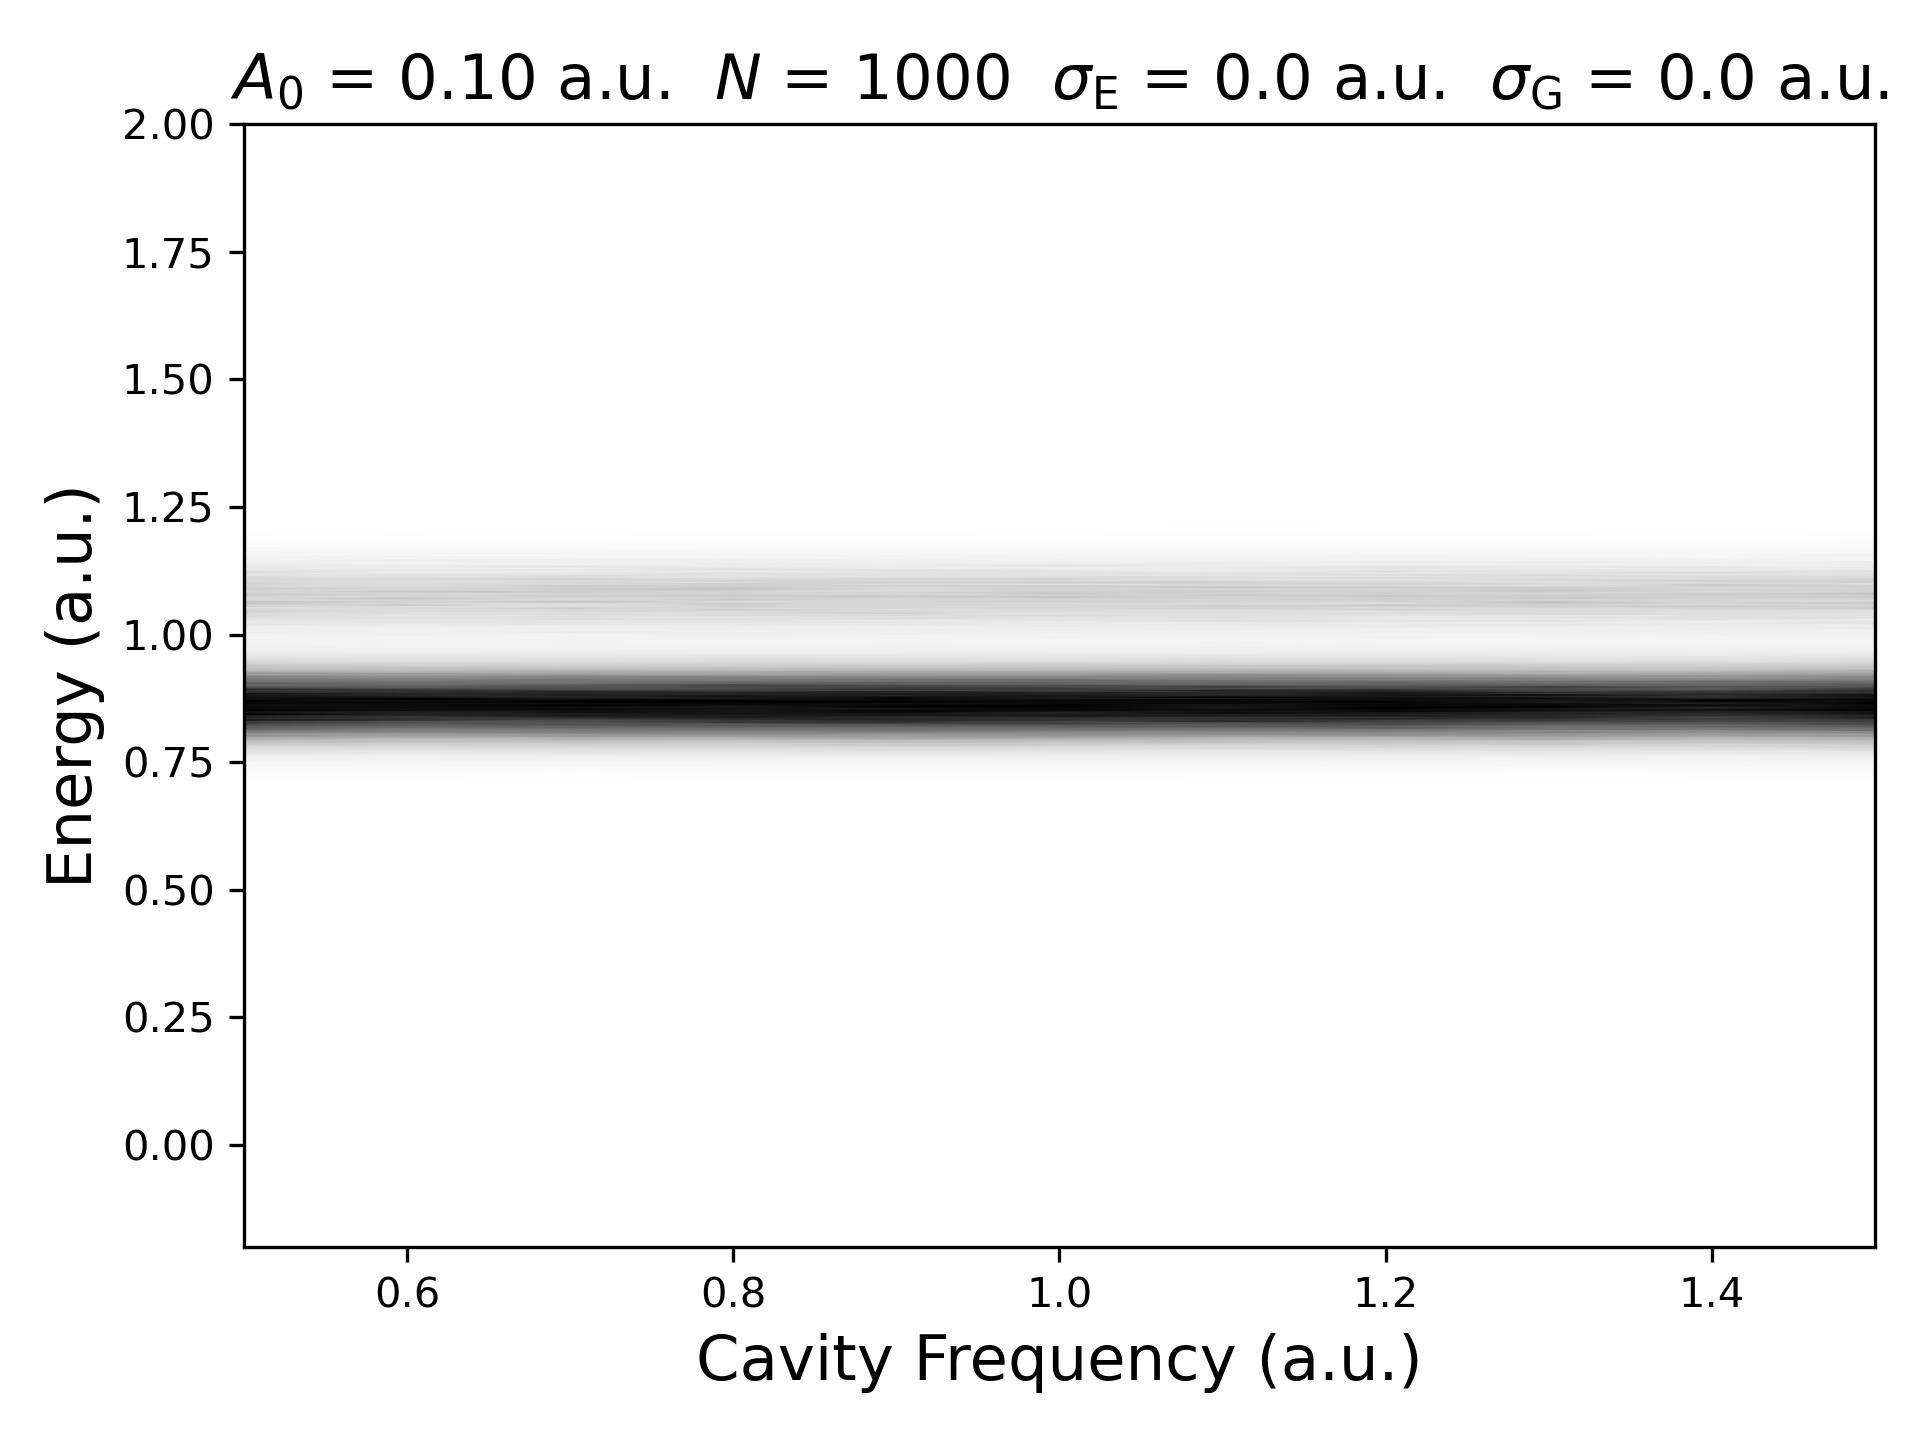 A₀ = 0.10 a.u. N = 1000 σ_E = 0.0 a.u. σ_G = 0.0 a.u.
2.00
1.75
1.50
1.25
1.00
0.75
0.50
0.25
0.00
Energy (a.u.)
0.6 0.8 1.0 1.2 1.4
Cavity Frequency (a.u.)